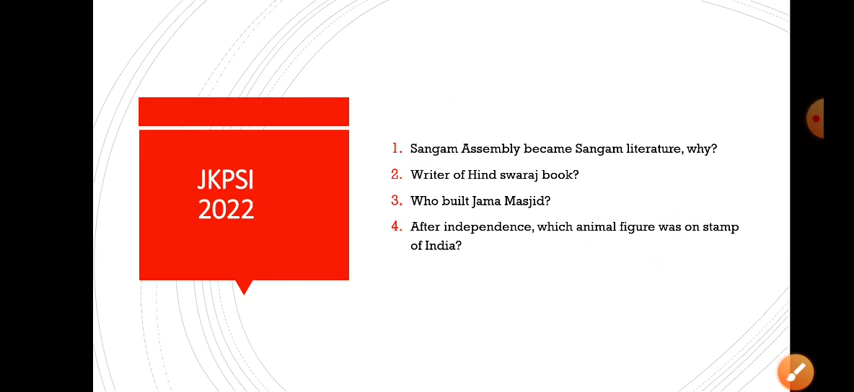 JKPSI
2022
1. Sangam Assembly became Sangam literature, why?
2. Writer of Hind swaraj book?
3. Who built Jama Masjid?
4. After independence, which animal figure was on stamp
of India?